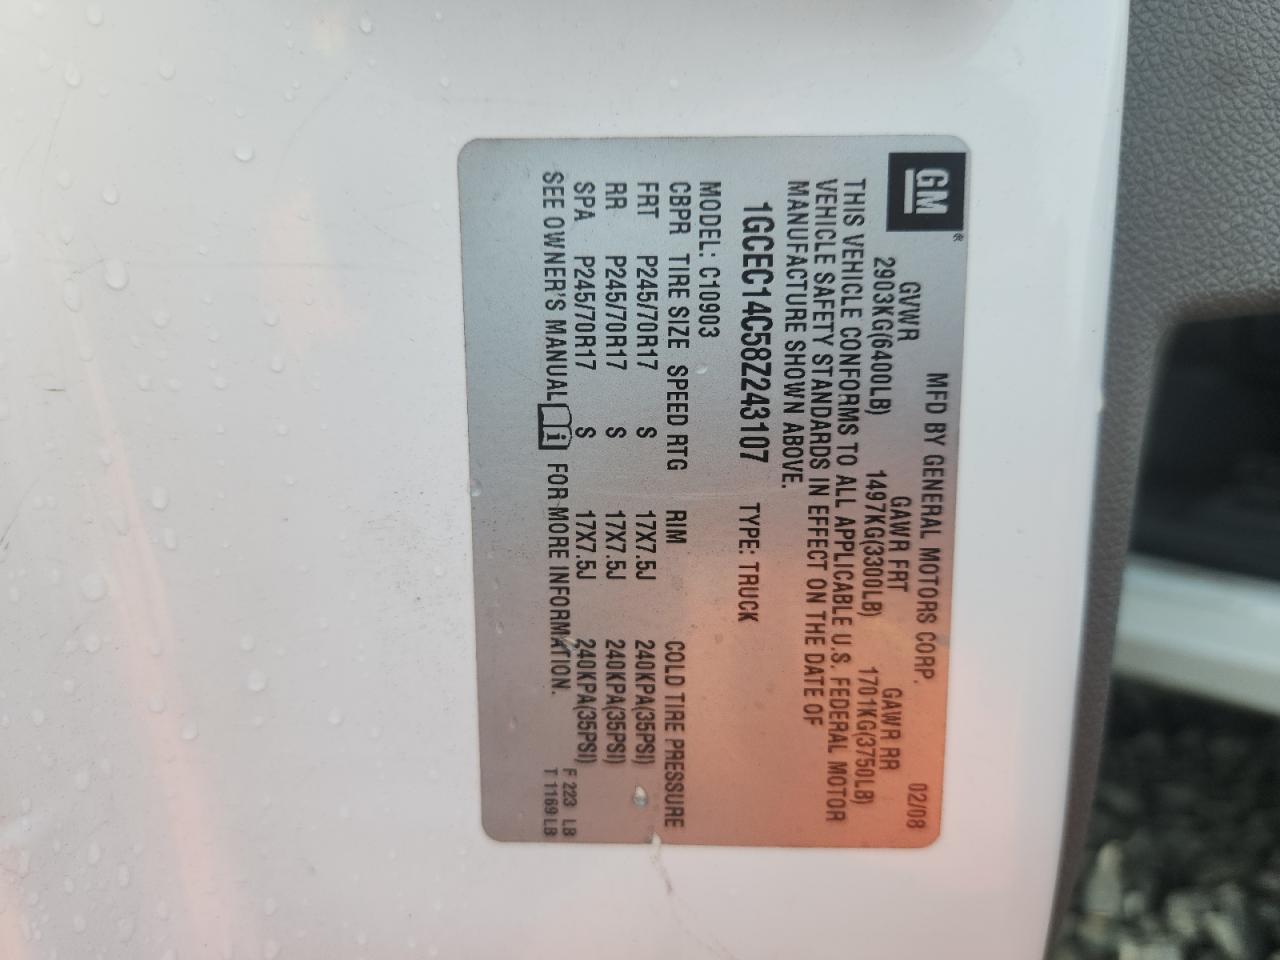 GM®
MFD BY GENERAL MOTORS CORP. 02/08
GVWR GAWR FRT GAWR RR
2903KG(6400LB) 1497KG(3300LB) 1701KG(3750LB)
THIS VEHICLE CONFORMS TO ALL APPLICABLE U.S. FEDERAL MOTOR
VEHICLE SAFETY STANDARDS IN EFFECT ON THE DATE OF
MANUFACTURE SHOWN ABOVE.
1GCEC14C58Z243107 TYPE: TRUCK
MODEL: C10903
CBPR TIRE SIZE SPEED RTG RIM COLD TIRE PRESSURE
FRT P245/70R17 S 17X7.5J 240KPA(35PSI)
RR P245/70R17 S 17X7.5J 240KPA(35PSI)
SPA P245/70R17 S 17X7.5J 240KPA(35PSI)
SEE OWNER'S MANUAL i FOR MORE INFORMATION.
F 223 LB
T 1169 LB